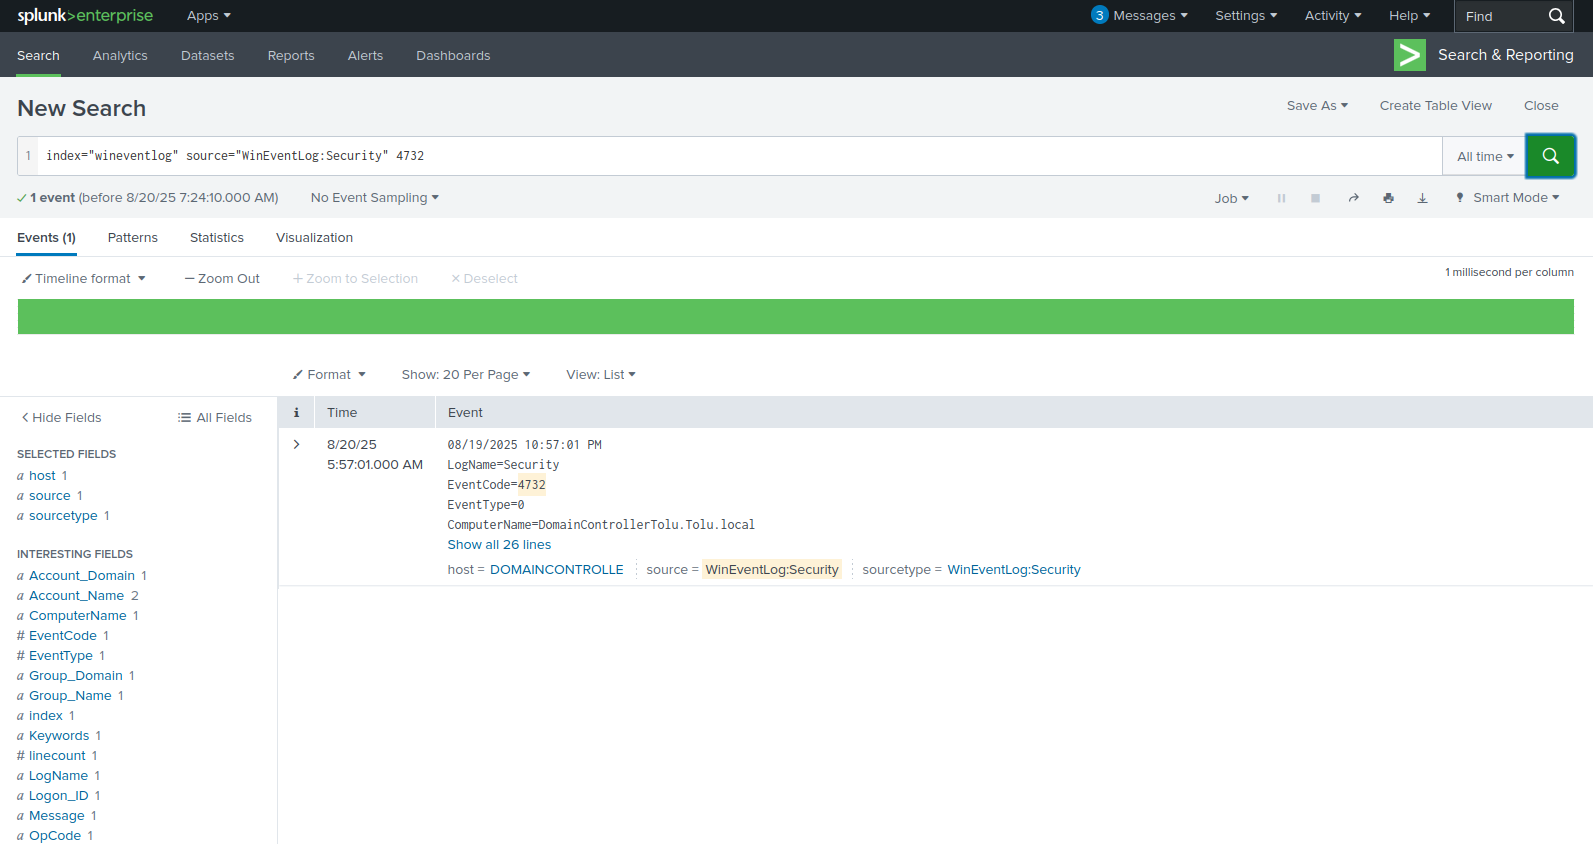 splunk>enterprise Apps 3 Messages Settings Activity Help Find
Search Analytics Datasets Reports Alerts Dashboards Search & Reporting
New Search Save As Create Table View Close
1 index="wineventlog" source="WinEventLog:Security" 4732 All time
1 event (before 8/20/25 7:24:10.000 AM) No Event Sampling Job Smart Mode
Events (1) Patterns Statistics Visualization
Timeline format — Zoom Out + Zoom to Selection × Deselect 1 millisecond per column
Format Show: 20 Per Page View: List
< Hide Fields All Fields
i Time Event
SELECTED FIELDS
a host 1
a source 1
a sourcetype 1
INTERESTING FIELDS
a Account_Domain 1
a Account_Name 2
a ComputerName 1
# EventCode 1
# EventType 1
a Group_Domain 1
a Group_Name 1
a index 1
a Keywords 1
# linecount 1
a LogName 1
a Logon_ID 1
a Message 1
a OpCode 1
> 8/20/25
5:57:01.000 AM
08/19/2025 10:57:01 PM
LogName=Security
EventCode=4732
EventType=0
ComputerName=DomainControllerTolu.Tolu.local
Show all 26 lines
host = DOMAINCONTROLLE source = WinEventLog:Security sourcetype = WinEventLog:Security